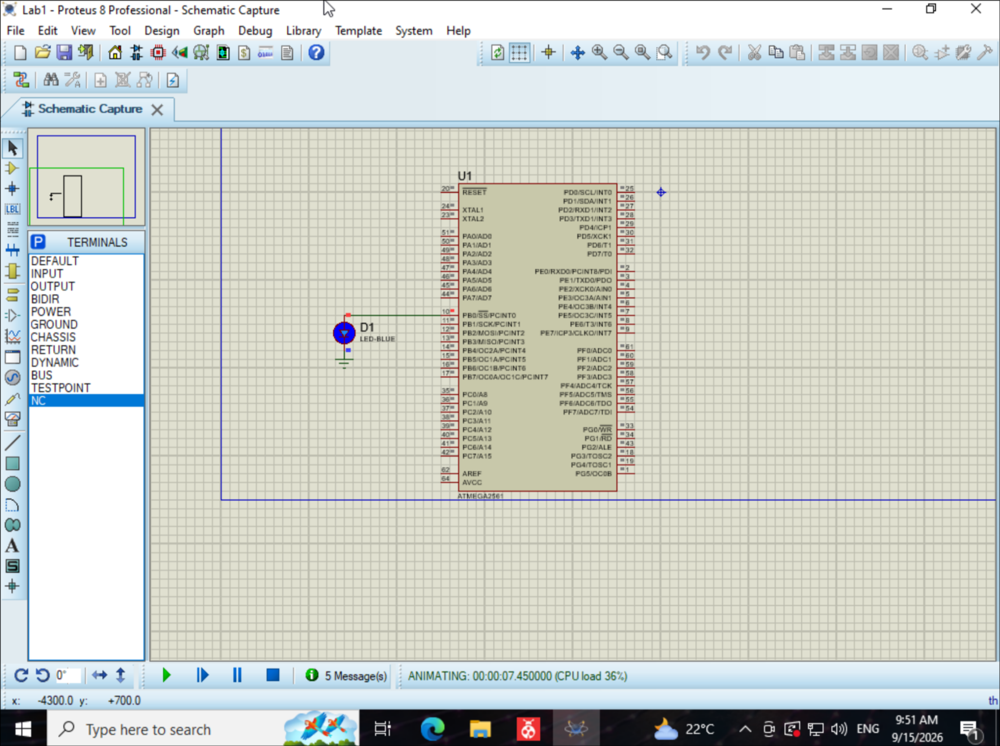 Lab1 - Proteus 8 Professional - Schematic Capture
File Edit View Tool Design Graph Debug Library Template System Help
Schematic Capture
LBL
P TERMINALS
DEFAULT
INPUT
OUTPUT
BIDIR
POWER
GROUND
CHASSIS
RETURN
DYNAMIC
BUS
TESTPOINT
NC
A
S
U1
20 RESET
24 XTAL1
23 XTAL2
51 PA0/AD0
50 PA1/AD1
49 PA2/AD2
48 PA3/AD3
47 PA4/AD4
46 PA5/AD5
45 PA6/AD6
44 PA7/AD7
10 PB0/SS/PCINT0
11 PB1/SCK/PCINT1
12 PB2/MOSI/PCINT2
13 PB3/MISO/PCINT3
14 PB4/OC2A/PCINT4
15 PB5/OC1A/PCINT5
16 PB6/OC1B/PCINT6
17 PB7/OC0A/OC1C/PCINT7
35 PC0/A8
36 PC1/A9
37 PC2/A10
38 PC3/A11
39 PC4/A12
40 PC5/A13
41 PC6/A14
42 PC7/A15
62 AREF
64 AVCC
PD0/SCL/INT0 25
PD1/SDA/INT1 26
PD2/RXD1/INT2 27
PD3/TXD1/INT3 28
PD4/ICP1 29
PD5/XCK1 30
PD6/T1 31
PD7/T0 32
PE0/RXD0/PCINT8/PDI 2
PE1/TXD0/PDO 3
PE2/XCK0/AIN0 4
PE3/OC3A/AIN1 5
PE4/OC3B/INT4 6
PE5/OC3C/INT5 7
PE6/T3/INT6 8
PE7/ICP3/CLKO/INT7 9
PF0/ADC0 61
PF1/ADC1 60
PF2/ADC2 59
PF3/ADC3 58
PF4/ADC4/TCK 57
PF5/ADC5/TMS 56
PF6/ADC6/TDO 55
PF7/ADC7/TDI 54
PG0/WR 33
PG1/RD 34
PG2/ALE 43
PG3/TOSC2 18
PG4/TOSC1 19
PG5/OC0B 1
ATMEGA2561
D1
LED-BLUE
0° 5 Message(s) ANIMATING: 00:00:07.450000 (CPU load 36%)
x: -4300.0 y: +700.0 th
Type here to search 22°C ENG 9:51 AM
9/15/2026
1